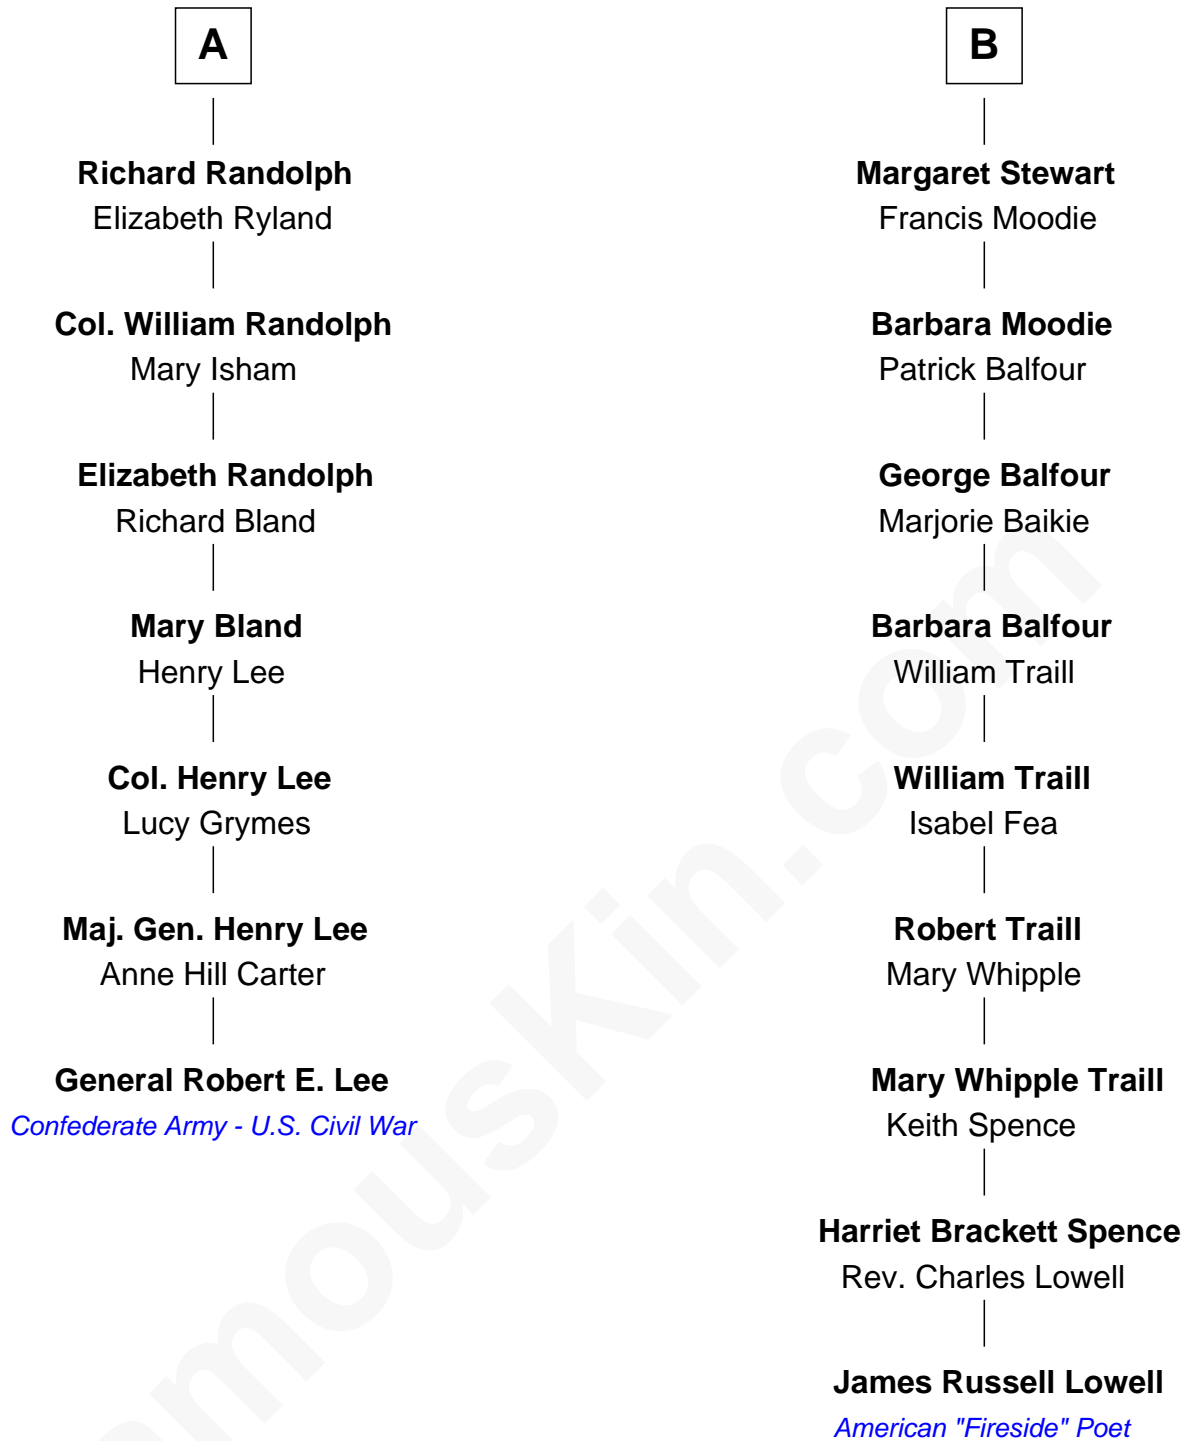 A
Richard Randolph
Elizabeth Ryland
Col. William Randolph
Mary Isham
Elizabeth Randolph
Richard Bland
Mary Bland
Henry Lee
Col. Henry Lee
Lucy Grymes
Maj. Gen. Henry Lee
Anne Hill Carter
General Robert E. Lee
Confederate Army - U.S. Civil War
B
Margaret Stewart
Francis Moodie
Barbara Moodie
Patrick Balfour
George Balfour
Marjorie Baikie
Barbara Balfour
William Traill
William Traill
Isabel Fea
Robert Traill
Mary Whipple
Mary Whipple Traill
Keith Spence
Harriet Brackett Spence
Rev. Charles Lowell
James Russell Lowell
American "Fireside" Poet
amouskin.com